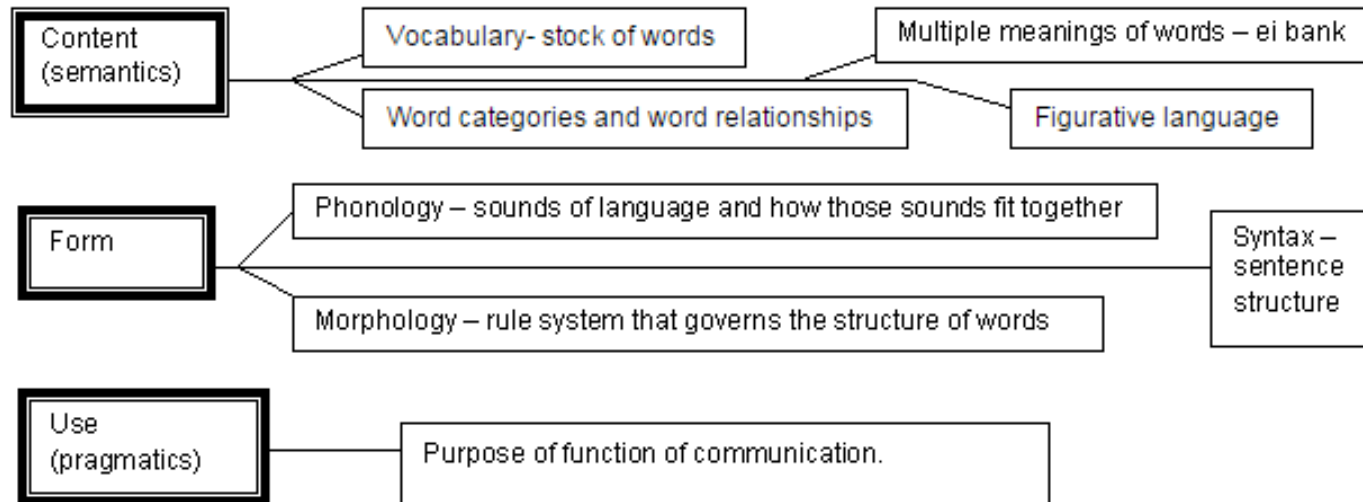 Content
(semantics)
Vocabulary- stock of words
Multiple meanings of words – ei bank
Word categories and word relationships
Figurative language
Form
Phonology – sounds of language and how those sounds fit together
Morphology – rule system that governs the structure of words
Syntax –
sentence
structure
Use
(pragmatics)
Purpose of function of communication.